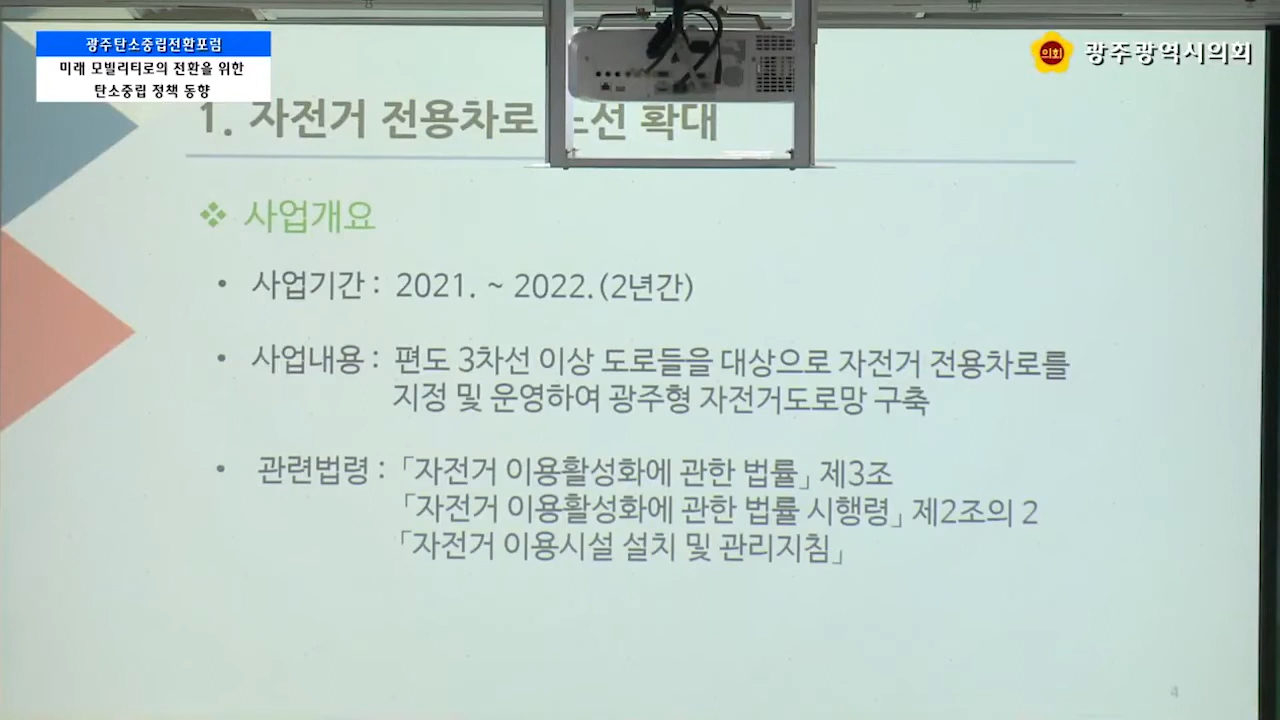 광주탄소중립전환포럼
미래 모빌리티로의 전환을 위한
탄소중립 정책 동향
의회 광주광역시의회
1. 자전거 전용차로 확대
사업개요
• 사업기간 : 2021. ~ 2022.(2년간)
• 사업내용 : 편도 3차선 이상 도로들을 대상으로 자전거 전용차로를
지정 및 운영하여 광주형 자전거도로망 구축
• 관련법령 : 「자전거 이용활성화에 관한 법률」 제3조
「자전거 이용활성화에 관한 법률 시행령」 제2조의 2
「자전거 이용시설 설치 및 관리지침」
4